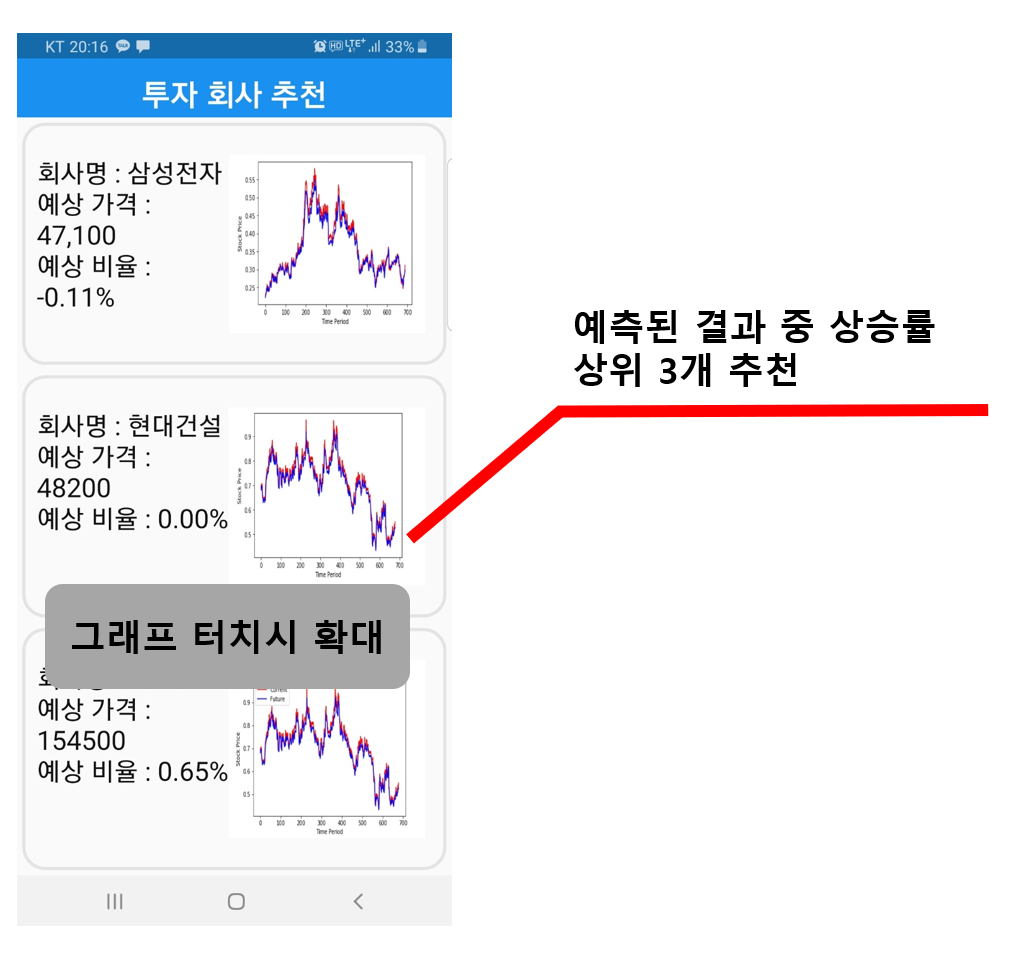 KT 20:16
HD LTE+ 33%
투자 회사 추천
회사명 : 삼성전자
예상 가격 :
47,100
예상 비율 :
-0.11%
0.55
0.50
0.45
0.40
0.35
0.30
0.25
Stock Price
0 100 200 300 400 500 600 700
Time Period
예측된 결과 중 상승률
상위 3개 추천
회사명 : 현대건설
예상 가격 :
48200
예상 비율 : 0.00%
0.9
0.8
0.7
0.6
0.5
Stock Price
0 100 200 300 400 500 600 700
Time Period
그래프 터치시 확대
예상 가격 :
154500
예상 비율 : 0.65%
Current
Future
0.9
0.8
0.7
0.6
0.5
Stock Price
0 100 200 300 400 500 600 700
Time Period